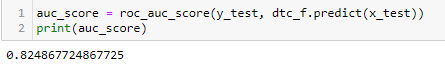 1 auc_score = roc_auc_score(y_test, dtc_f.predict(x_test))
2 print(auc_score)
0.824867724867725